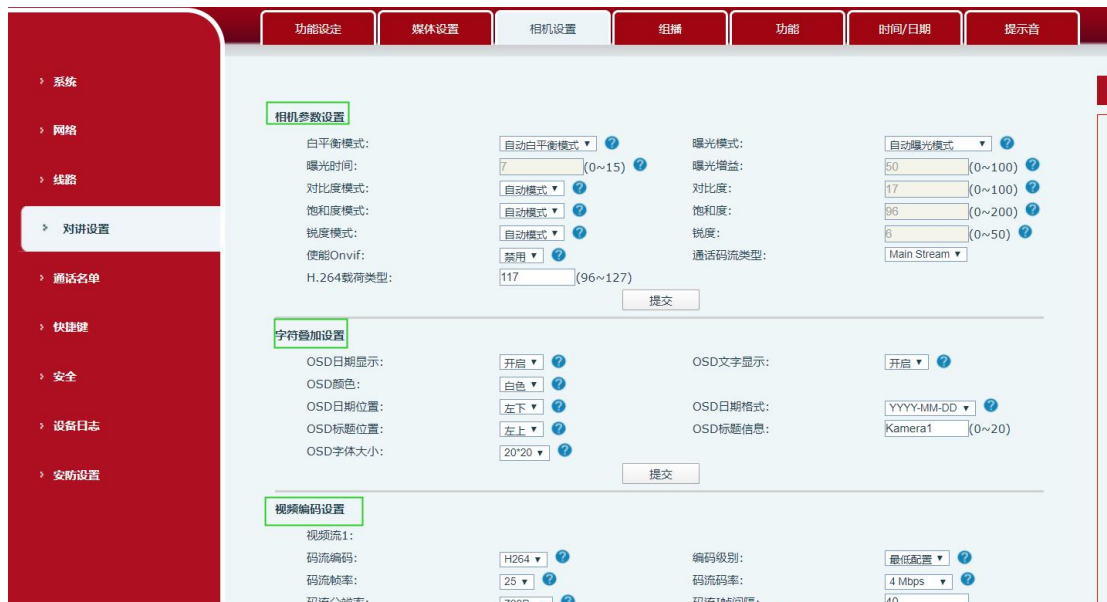 功能设定 媒体设置 相机设置 组播 功能 时间/日期 提示音
系统
网络
线路
对讲设置
通话名单
快捷键
安全
设备日志
安防设置
相机参数设置
白平衡模式: 自动白平衡模式 曝光模式: 自动曝光模式
曝光时间: 7 (0~15) 曝光增益: 50 (0~100)
对比度模式: 自动模式 对比度: 17 (0~100)
饱和度模式: 自动模式 饱和度: 96 (0~200)
锐度模式: 自动模式 锐度: 6 (0~50)
使能Onvif: 禁用 通话码流类型: Main Stream
H.264载荷类型: 117 (96~127)
提交
字符叠加设置
OSD日期显示: 开启 OSD文字显示: 开启
OSD颜色: 白色
OSD日期位置: 左下 OSD日期格式: YYYY-MM-DD
OSD标题位置: 左上 OSD标题信息: Kamera1 (0~20)
OSD字体大小: 20*20
提交
视频编码设置
视频流1:
码流编码: H264 编码级别: 最低配置
码流帧率: 25 码流码率: 4 Mbps
码流分辨率: 720P 码流I帧间隔: 40